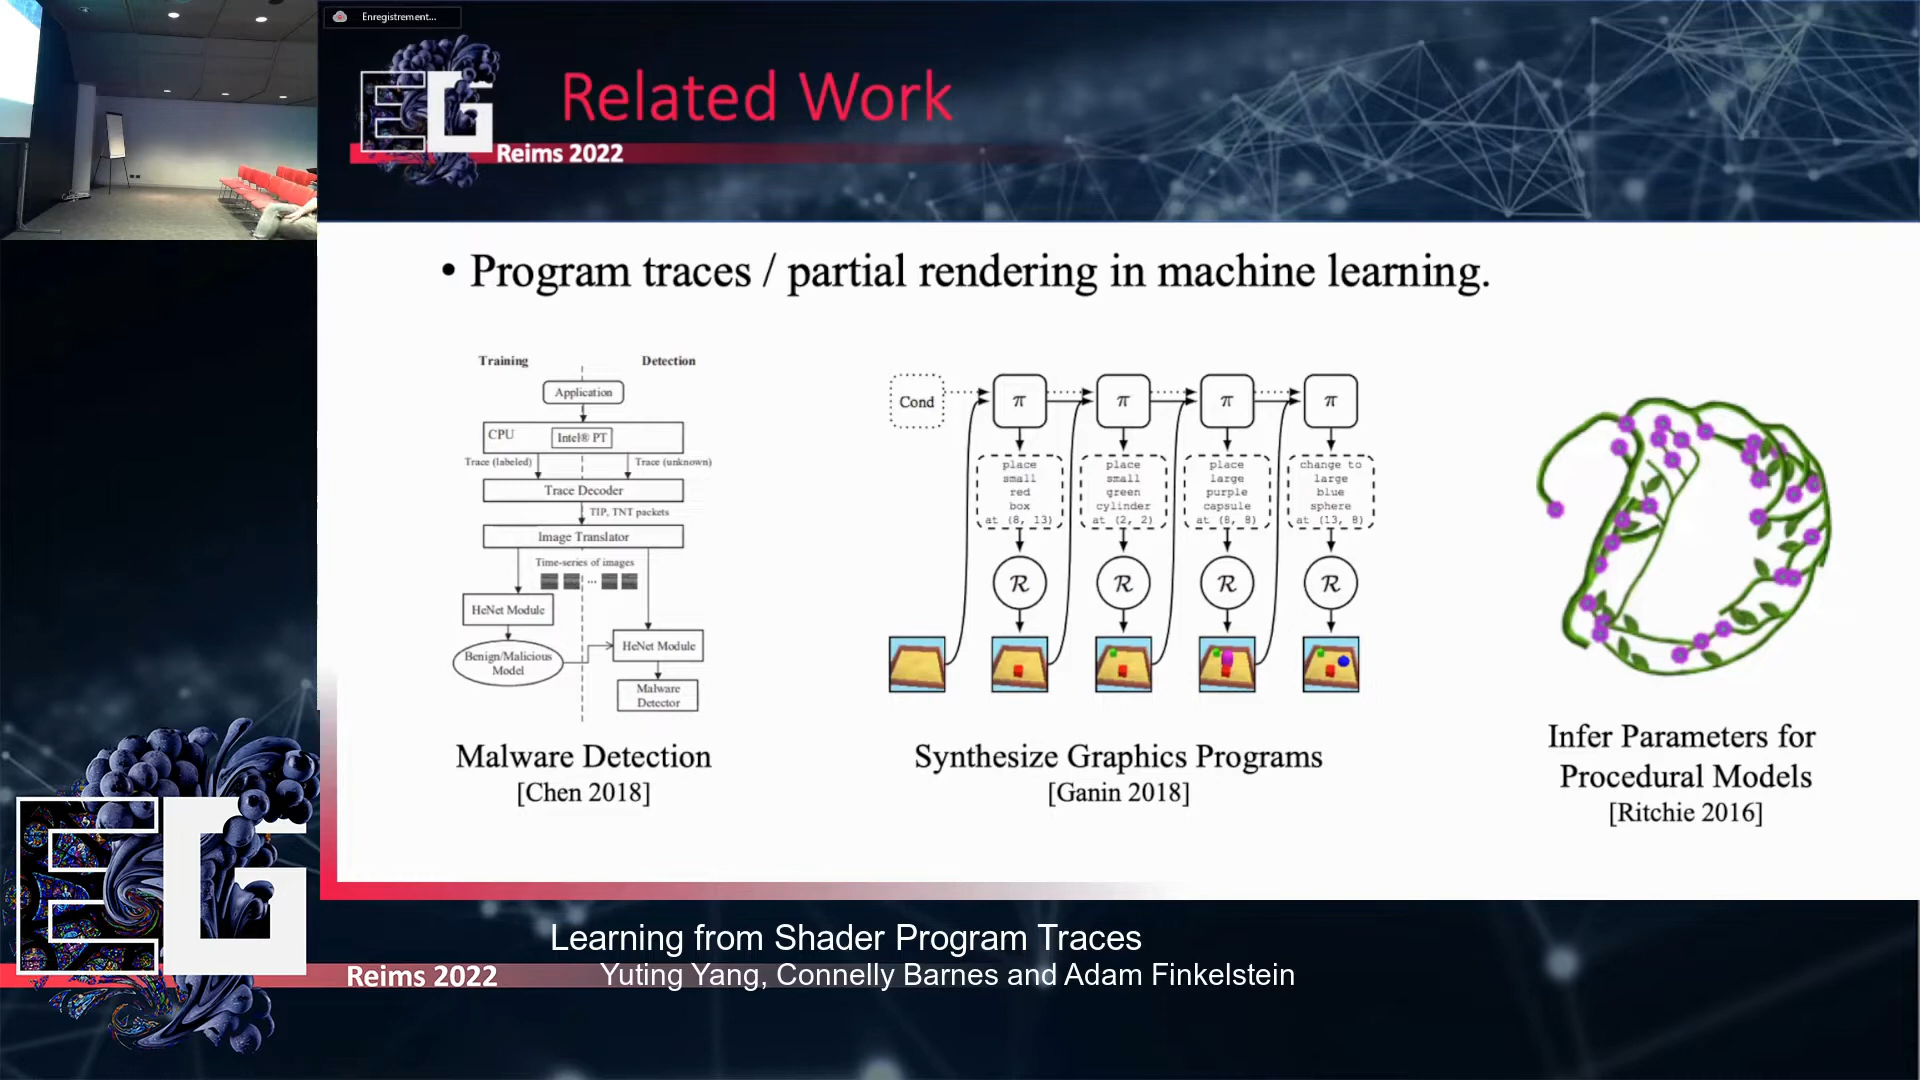 Enregistrement...
EG
Related Work
Reims 2022
• Program traces / partial rendering in machine learning.
Training
Detection
Application
CPU
Intel® PT
Trace (labeled)
Trace (unknown)
Trace Decoder
TIP, TNT packets
Image Translator
Time-series of images
...
HeNet Module
HeNet Module
Benign/Malicious
Model
Malware
Detector
Malware Detection
[Chen 2018]
Cond
π
π
π
π
place
small
red
box
at (8, 13)
place
small
green
cylinder
at (2, 2)
place
large
purple
capsule
at (8, 8)
change to
large
blue
sphere
at (13, 8)
R
R
R
R
Synthesize Graphics Programs
[Ganin 2018]
Infer Parameters for
Procedural Models
[Ritchie 2016]
EG
Reims 2022
Learning from Shader Program Traces
Yuting Yang, Connelly Barnes and Adam Finkelstein